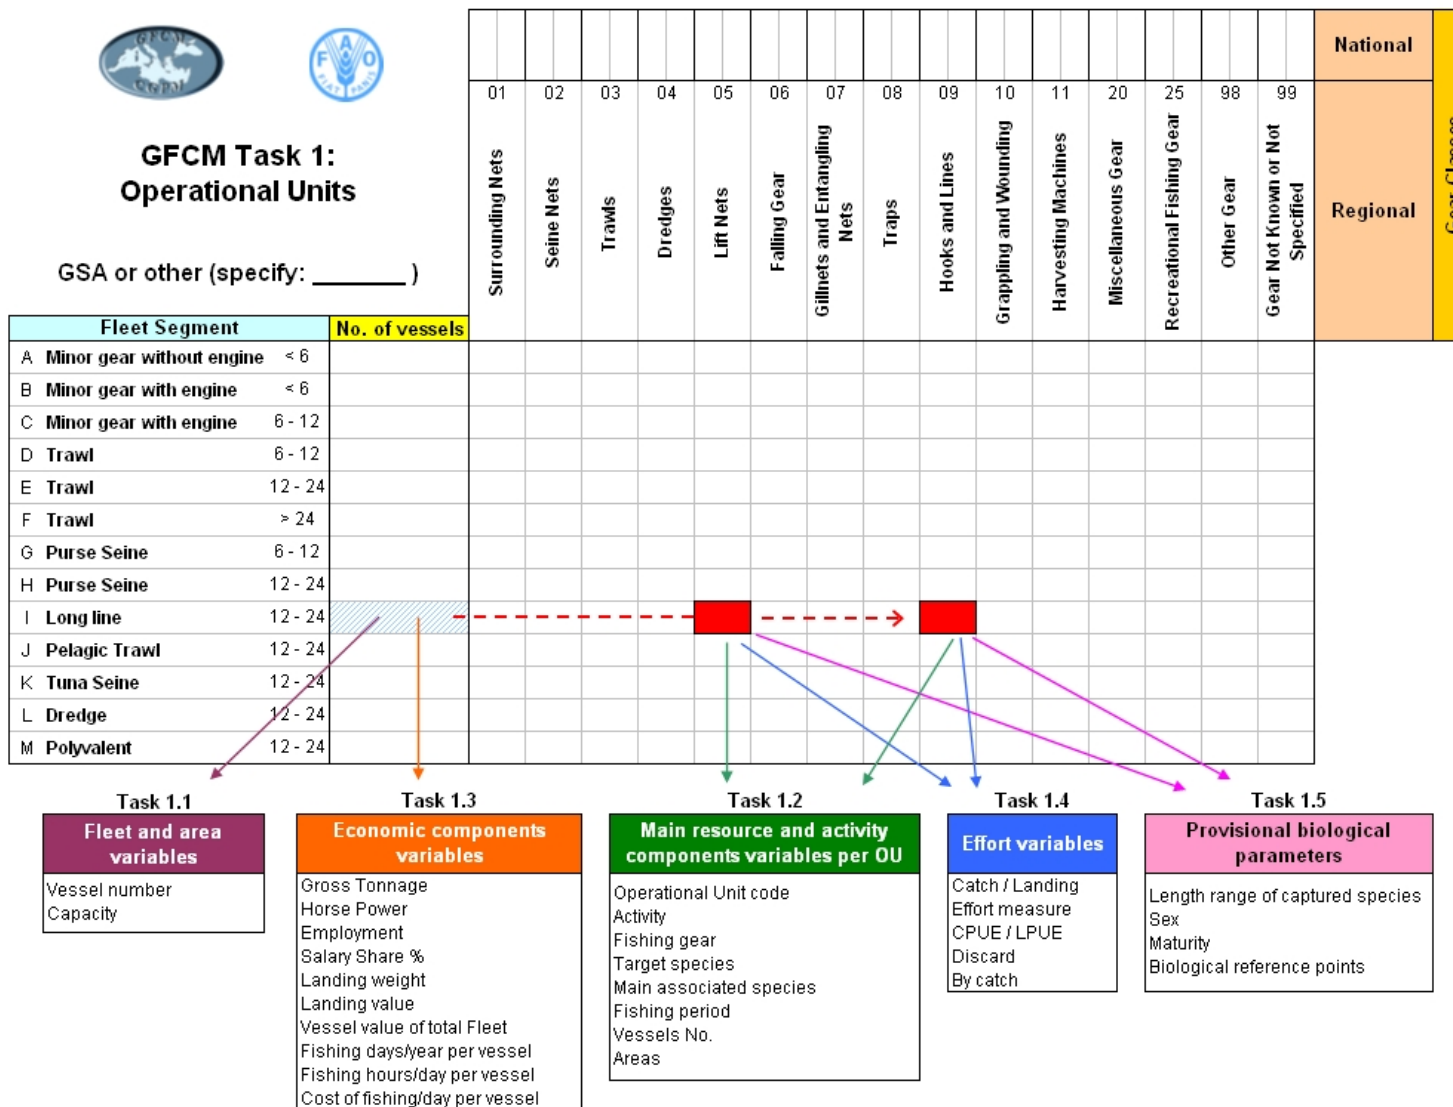 GFCM
CGPM
F A O
FIAT PANIS
GFCM Task 1:
Operational Units
GSA or other (specify: _______ )
National
Regional
Gear Classes
01 02 03 04 05 06 07 08 09 10 11 20 25 98 99
Surrounding Nets
Seine Nets
Trawls
Dredges
Lift Nets
Falling Gear
Gillnets and Entangling
Nets
Traps
Hooks and Lines
Grappling and Wounding
Harvesting Machines
Miscellaneous Gear
Recreational Fishing Gear
Other Gear
Gear Not Known or Not
Specified
Fleet Segment No. of vessels
A Minor gear without engine < 6
B Minor gear with engine < 6
C Minor gear with engine 6 - 12
D Trawl 6 - 12
E Trawl 12 - 24
F Trawl > 24
G Purse Seine 6 - 12
H Purse Seine 12 - 24
I Long line 12 - 24
J Pelagic Trawl 12 - 24
K Tuna Seine 12 - 24
L Dredge 12 - 24
M Polyvalent 12 - 24
Task 1.1
Fleet and area
variables
Vessel number
Capacity
Task 1.3
Economic components
variables
Gross Tonnage
Horse Power
Employment
Salary Share %
Landing weight
Landing value
Vessel value of total Fleet
Fishing days/year per vessel
Fishing hours/day per vessel
Cost of fishing/day per vessel
Task 1.2
Main resource and activity
components variables per OU
Operational Unit code
Activity
Fishing gear
Target species
Main associated species
Fishing period
Vessels No.
Areas
Task 1.4
Effort variables
Catch / Landing
Effort measure
CPUE / LPUE
Discard
By catch
Task 1.5
Provisional biological
parameters
Length range of captured species
Sex
Maturity
Biological reference points